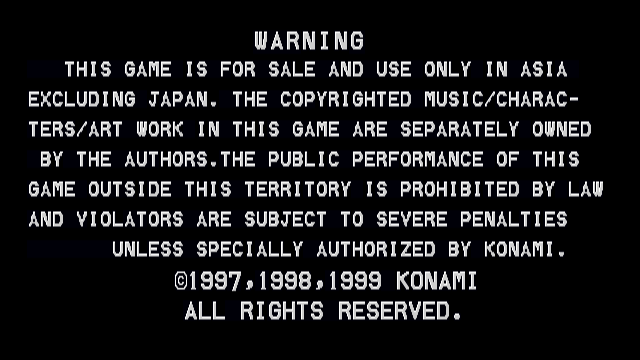 WARNING
THIS GAME IS FOR SALE AND USE ONLY IN ASIA
EXCLUDING JAPAN. THE COPYRIGHTED MUSIC/CHARAC-
TERS/ART WORK IN THIS GAME ARE SEPARATELY OWNED
BY THE AUTHORS.THE PUBLIC PERFORMANCE OF THIS
GAME OUTSIDE THIS TERRITORY IS PROHIBITED BY LAW
AND VIOLATORS ARE SUBJECT TO SEVERE PENALTIES
UNLESS SPECIALLY AUTHORIZED BY KONAMI.
©1997,1998,1999 KONAMI
ALL RIGHTS RESERVED.